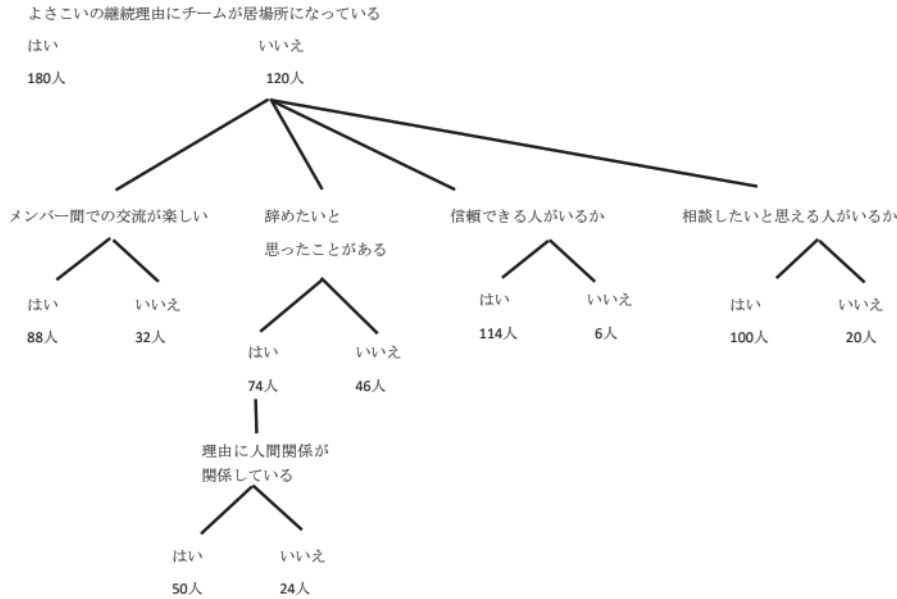 よさこいの継続理由にチームが居場所になっている
はい
いいえ
180人
120人
メンバー間での交流が楽しい
辞めたいと
思ったことがある
信頼できる人がいるか
相談したいと思える人がいるか
はい
いいえ
88人
32人
はい
いいえ
74人
46人
はい
いいえ
114人
6人
はい
いいえ
100人
20人
理由に人間関係が
関係している
はい
いいえ
50人
24人